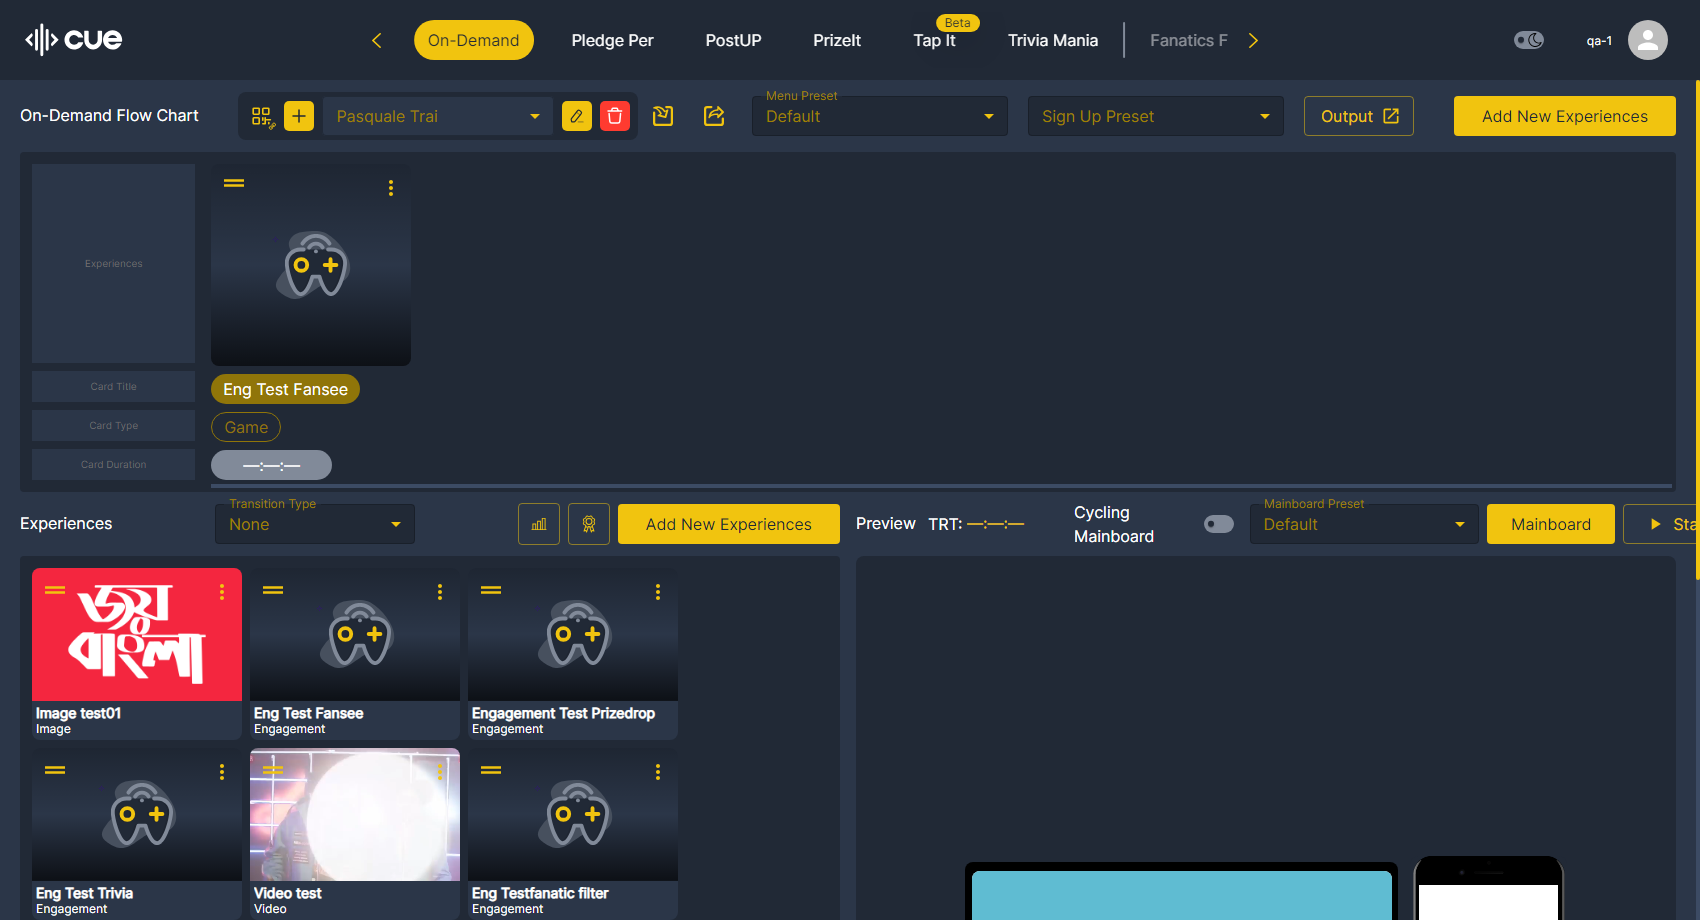 cue
On-Demand
Pledge Per
PostUP
PrizeIt
Tap It
Beta
Trivia Mania
Fanatics F
qa-1
On-Demand Flow Chart
Pasquale Trai
Menu Preset
Default
Sign Up Preset
Output
Add New Experiences
Experiences
Card Title
Card Type
Card Duration
Eng Test Fansee
Game
—:—:—
Experiences
Transition Type
None
Add New Experiences
Preview
TRT: —:—:—
Cycling
Mainboard
Mainboard Preset
Default
Mainboard
Sta
জয়
বাংলা
Image test01
Image
Eng Test Fansee
Engagement
Engagement Test Prizedrop
Engagement
Eng Test Trivia
Engagement
Video test
Video
Eng Testfanatic filter
Engagement